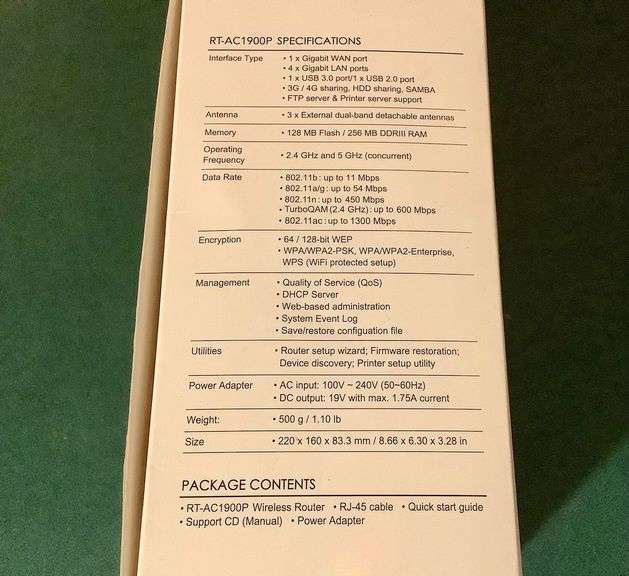 RT-AC1900P SPECIFICATIONS
Interface Type • 1 x Gigabit WAN port
• 4 x Gigabit LAN ports
• 1 x USB 3.0 port/1 x USB 2.0 port
• 3G / 4G sharing, HDD sharing, SAMBA
• FTP server & Printer server support
Antenna • 3 x External dual-band detachable antennas
Memory • 128 MB Flash / 256 MB DDRIII RAM
Operating
Frequency • 2.4 GHz and 5 GHz (concurrent)
Data Rate • 802.11b: up to 11 Mbps
• 802.11a/g: up to 54 Mbps
• 802.11n: up to 450 Mbps
• TurboQAM (2.4 GHz): up to 600 Mbps
• 802.11ac: up to 1300 Mbps
Encryption • 64 / 128-bit WEP
• WPA/WPA2-PSK, WPA/WPA2-Enterprise,
WPS (WiFi protected setup)
Management • Quality of Service (QoS)
• DHCP Server
• Web-based administration
• System Event Log
• Save/restore configuation file
Utilities • Router setup wizard; Firmware restoration;
Device discovery; Printer setup utility
Power Adapter • AC input: 100V ~ 240V (50~60Hz)
• DC output: 19V with max. 1.75A current
Weight: • 500 g / 1.10 lb
Size • 220 x 160 x 83.3 mm / 8.66 x 6.30 x 3.28 in
PACKAGE CONTENTS
• RT-AC1900P Wireless Router • RJ-45 cable • Quick start guide
• Support CD (Manual) • Power Adapter